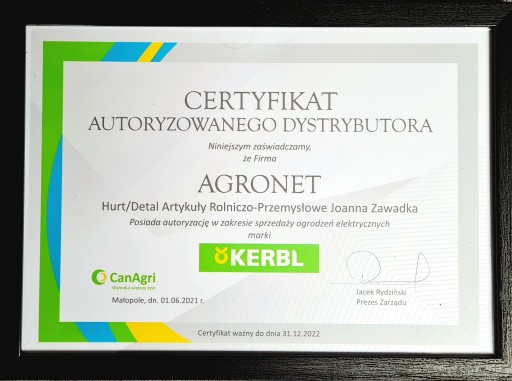 CERTYFIKAT
AUTORYZOWANEGO DYSTRYBUTORA
Niniejszym zaświadczamy,
że Firma
AGRONET
Hurt/Detal Artykuły Rolniczo-Przemysłowe Joanna Zawadka
Posiada autoryzację w zakresie sprzedaży ogrodzeń elektrycznych
marki
KERBL
CanAgri
Wyższa wydajność
Małopole, dn. 01.06.2021 r.
Jacek Rydziński
Prezes Zarządu
Certyfikat ważny do dnia 31.12.2022